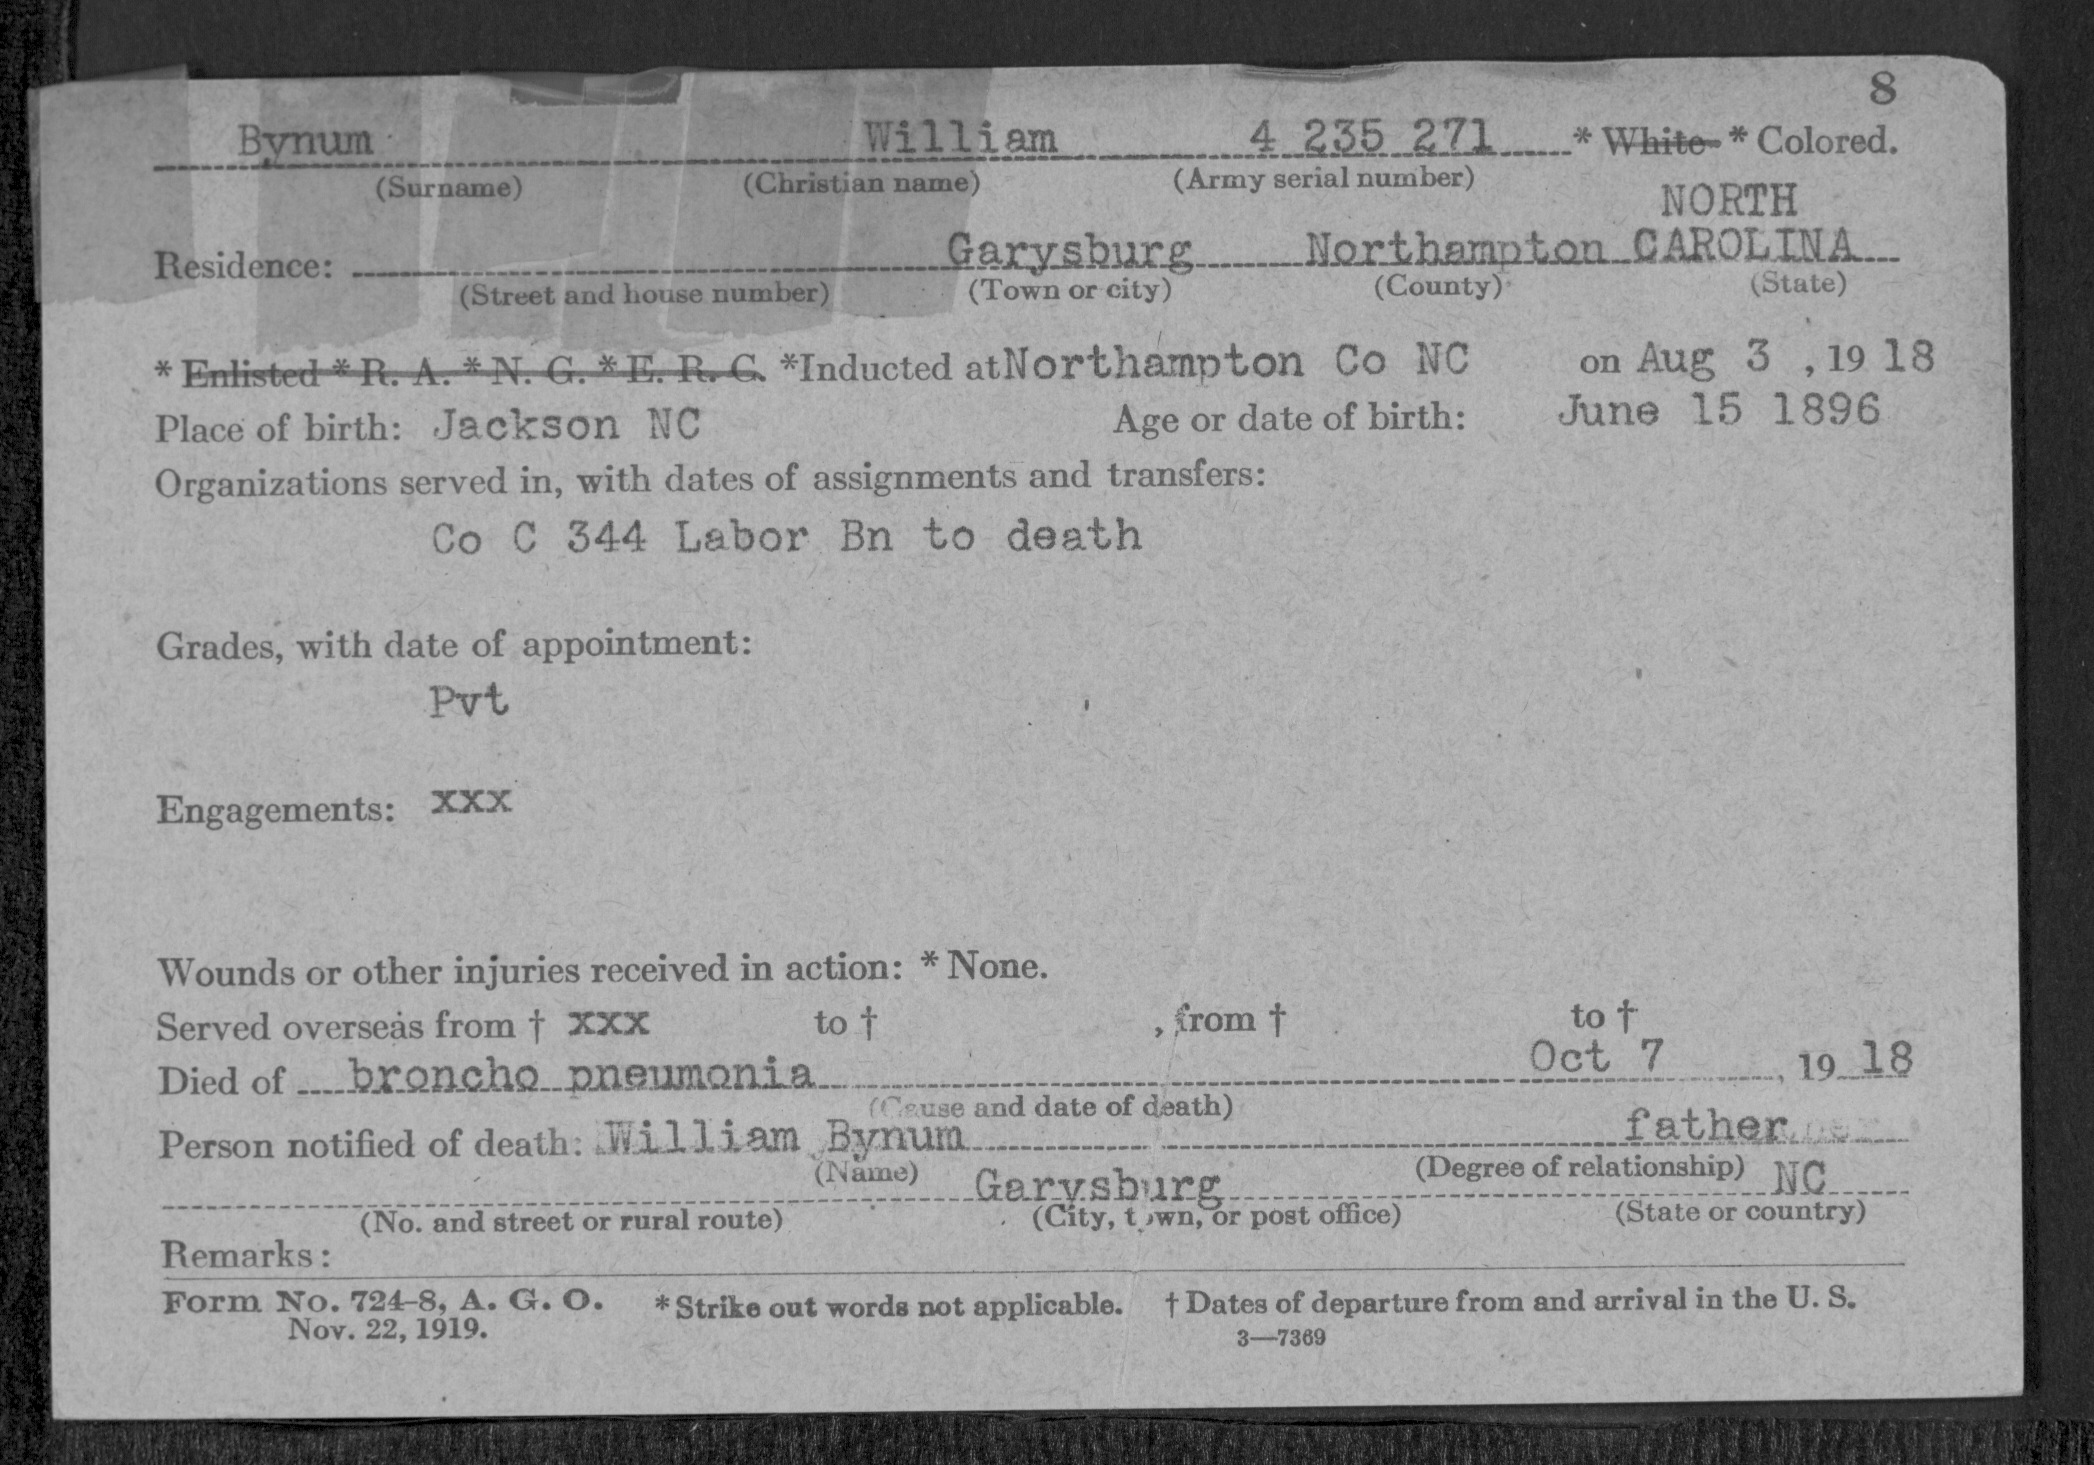 8
Bynum William 4 235 271 * White * Colored.
(Surname) (Christian name) (Army serial number)
NORTH
Residence: Garysburg Northampton CAROLINA
(Street and house number) (Town or city) (County) (State)
* Enlisted * R. A. * N. G. * E. R. C. *Inducted at Northampton Co NC on Aug 3 , 19 18
Place of birth: Jackson NC Age or date of birth: June 15 1896
Organizations served in, with dates of assignments and transfers:
Co C 344 Labor Bn to death
Grades, with date of appointment:
Pvt
Engagements: xxx
Wounds or other injuries received in action: * None.
Served overseas from † xxx to † , from † to †
Died of broncho pneumonia Oct 7 , 19 18
(Cause and date of death)
Person notified of death: William Bynum father
(Name) (Degree of relationship)
Garysburg NC
(No. and street or rural route) (City, town, or post office) (State or country)
Remarks:
Form No. 724-8, A. G. O. * Strike out words not applicable. † Dates of departure from and arrival in the U. S.
Nov. 22, 1919. 3—7369